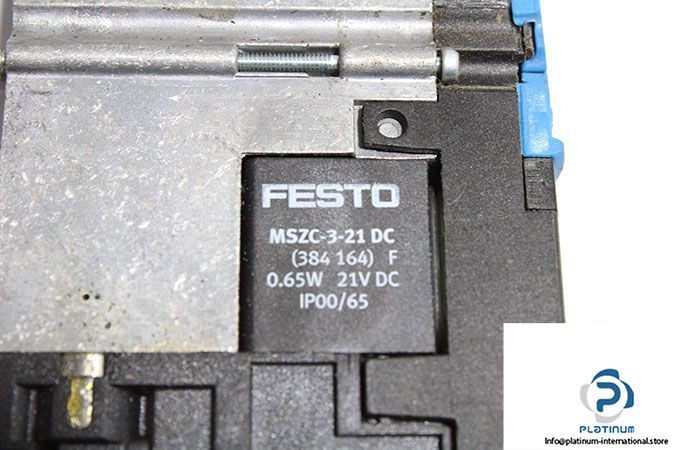 FESTO
MSZC-3-21 DC
(384 164) F
0.65W 21V DC
IP00/65
PLATINUM
Info@platinum-international.store